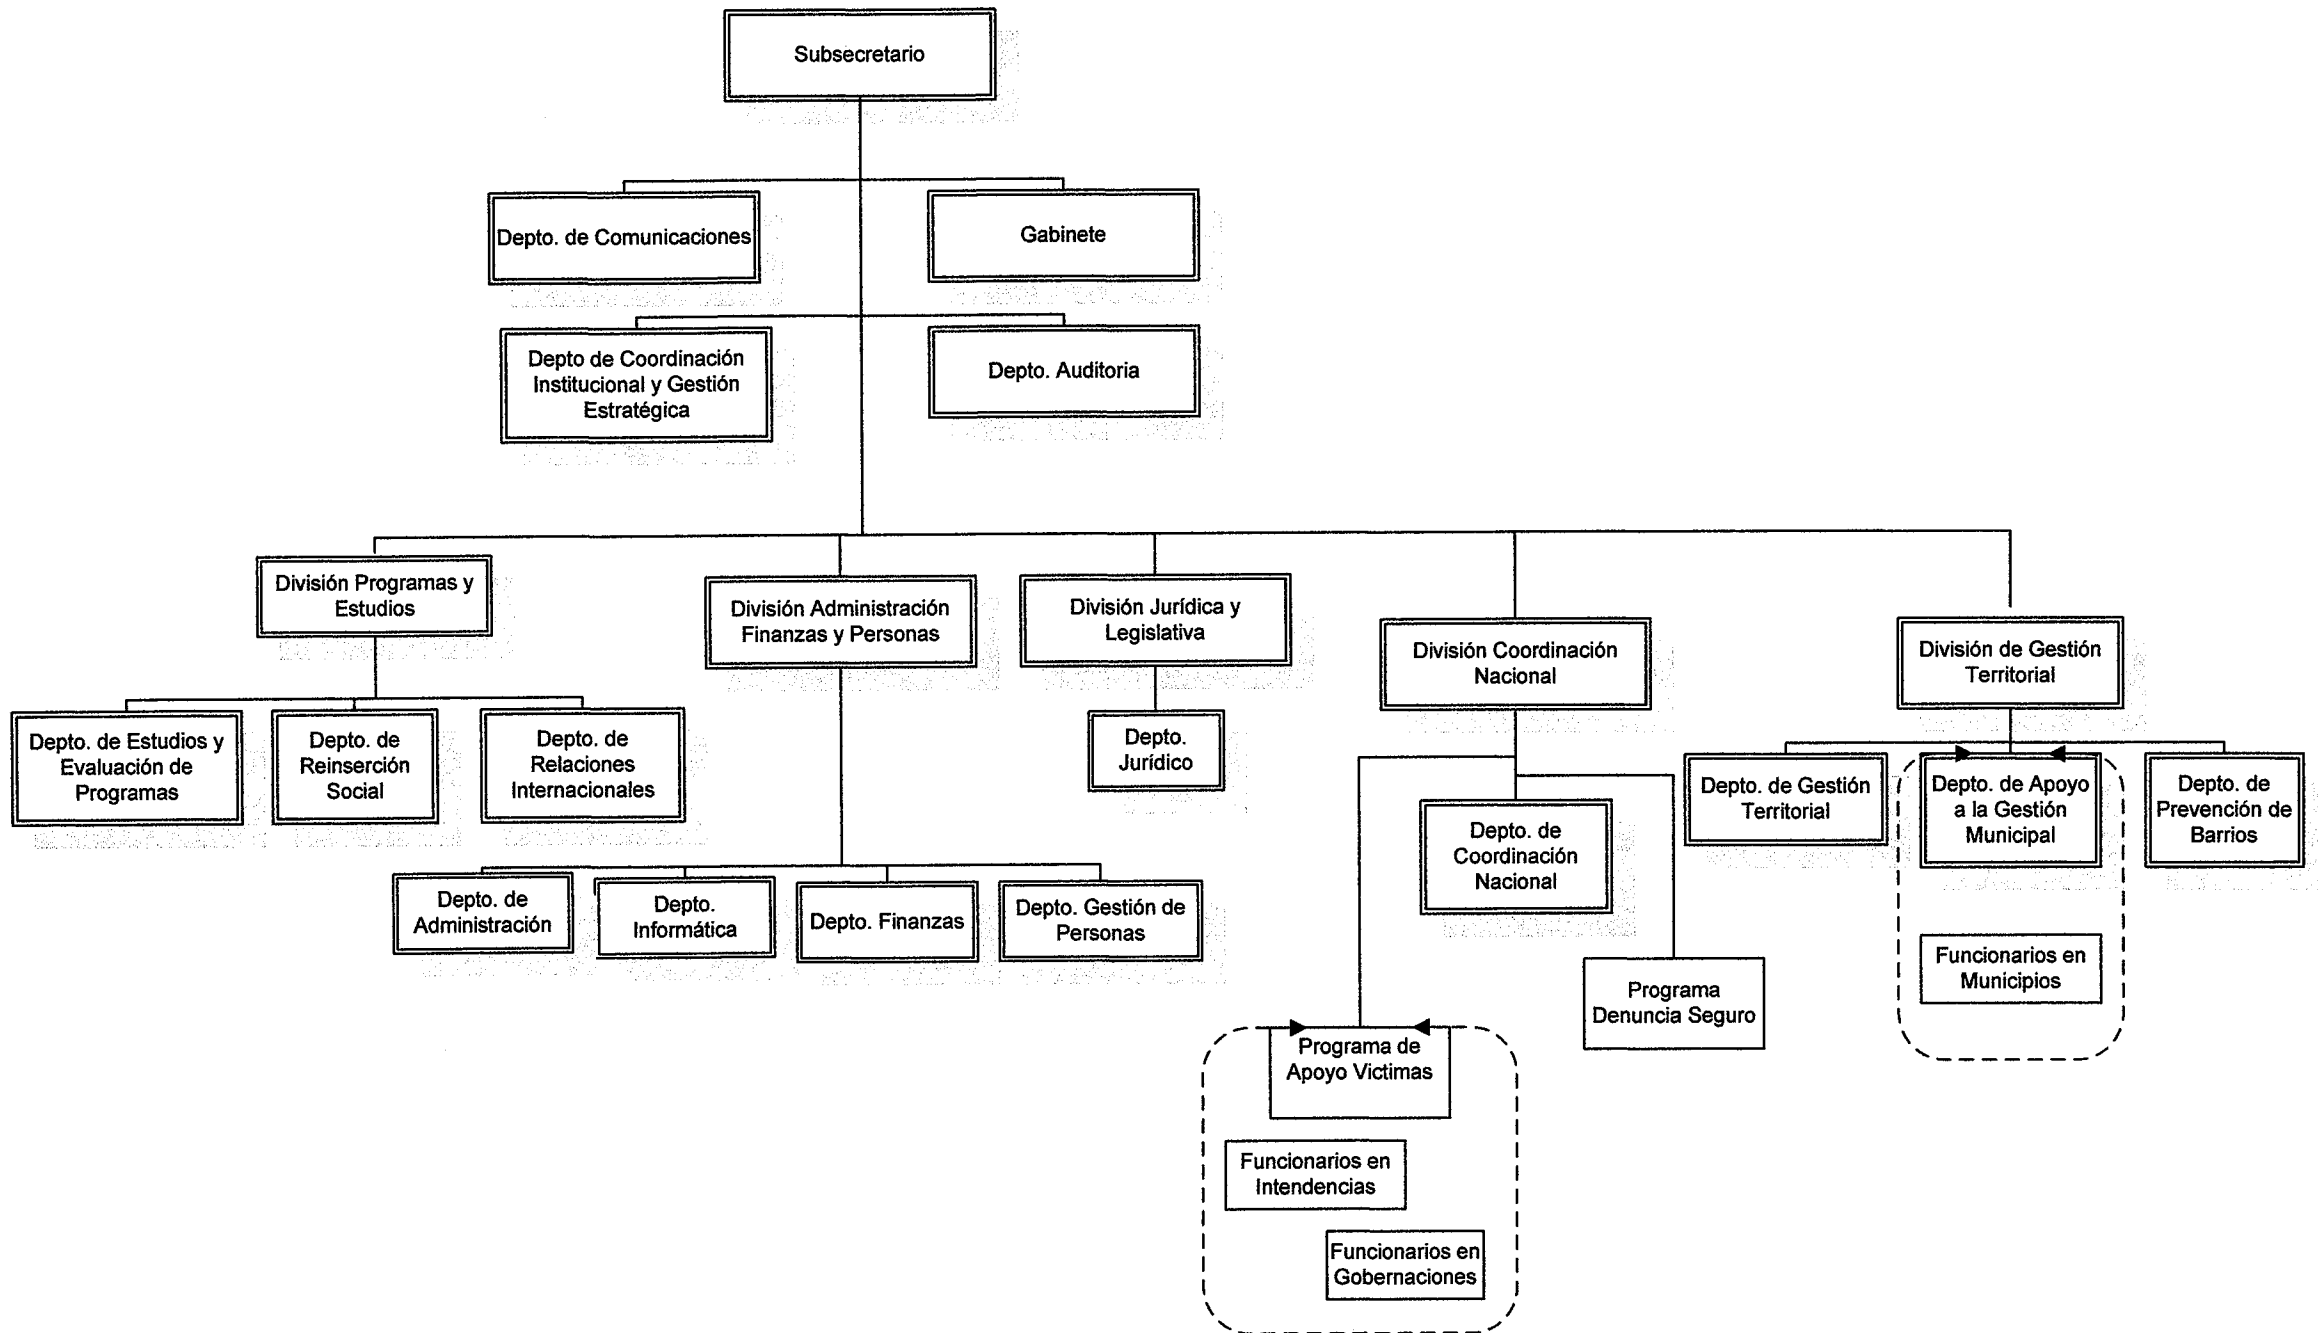 Subsecretario
Depto. de Comunicaciones
Gabinete
Depto de Coordinación
Institucional y Gestión
Estratégica
Depto. Auditoria
División Programas y
Estudios
División Administración
Finanzas y Personas
División Jurídica y
Legislativa
División Coordinación
Nacional
División de Gestión
Territorial
Depto. de Estudios y
Evaluación de
Programas
Depto. de
Reinserción
Social
Depto. de
Relaciones
Internacionales
Depto.
Jurídico
Depto. de Gestión
Territorial
Depto. de Apoyo
a la Gestión
Municipal
Depto. de
Prevención de
Barrios
Depto. de
Coordinación
Nacional
Depto. de
Administración
Depto.
Informática
Depto. Finanzas
Depto. Gestión de
Personas
Funcionarios en
Municipios
Programa
Denuncia Seguro
Programa de
Apoyo Victimas
Funcionarios en
Intendencias
Funcionarios en
Gobernaciones